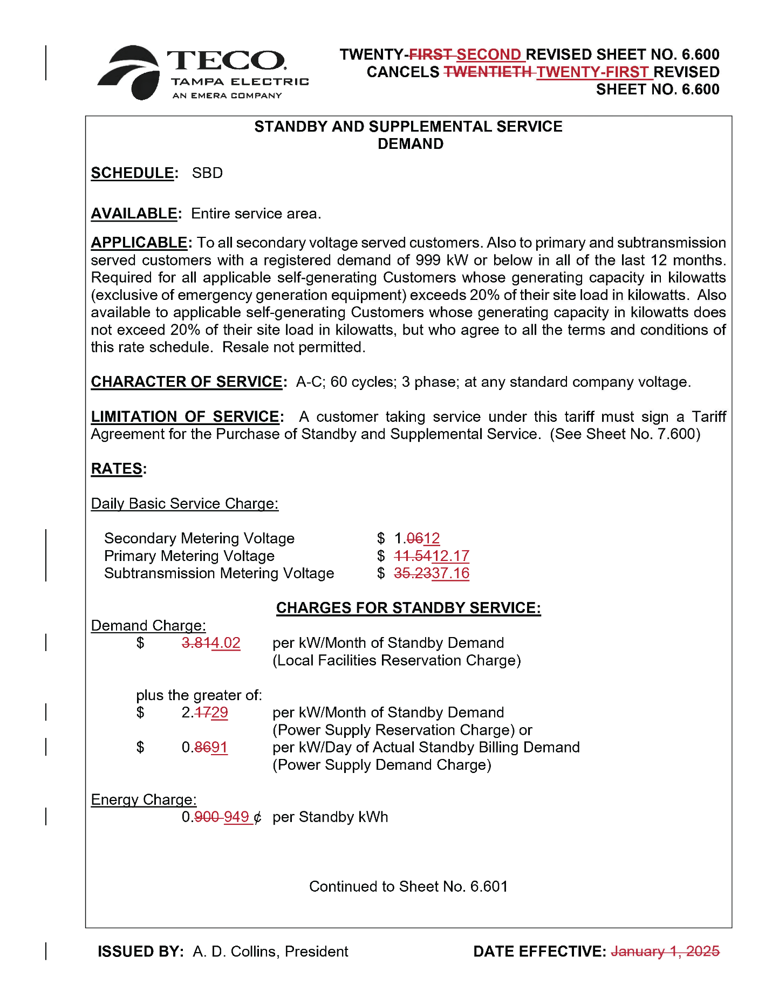 TECO.
TAMPA ELECTRIC
AN EMERA COMPANY
TWENTY-FIRST SECOND REVISED SHEET NO. 6.600
CANCELS TWENTIETH TWENTY-FIRST REVISED
SHEET NO. 6.600
STANDBY AND SUPPLEMENTAL SERVICE
DEMAND
SCHEDULE: SBD
AVAILABLE: Entire service area.
APPLICABLE: To all secondary voltage served customers. Also to primary and subtransmission
served customers with a registered demand of 999 kW or below in all of the last 12 months.
Required for all applicable self-generating Customers whose generating capacity in kilowatts
(exclusive of emergency generation equipment) exceeds 20% of their site load in kilowatts. Also
available to applicable self-generating Customers whose generating capacity in kilowatts does
not exceed 20% of their site load in kilowatts, but who agree to all the terms and conditions of
this rate schedule. Resale not permitted.
CHARACTER OF SERVICE: A-C; 60 cycles; 3 phase; at any standard company voltage.
LIMITATION OF SERVICE: A customer taking service under this tariff must sign a Tariff
Agreement for the Purchase of Standby and Supplemental Service. (See Sheet No. 7.600)
RATES:
Daily Basic Service Charge:
Secondary Metering Voltage $ 1.0612
Primary Metering Voltage $ 11.5412.17
Subtransmission Metering Voltage $ 35.2337.16
CHARGES FOR STANDBY SERVICE:
Demand Charge:
$ 3.814.02 per kW/Month of Standby Demand
(Local Facilities Reservation Charge)
plus the greater of:
$ 2.1729 per kW/Month of Standby Demand
(Power Supply Reservation Charge) or
$ 0.8691 per kW/Day of Actual Standby Billing Demand
(Power Supply Demand Charge)
Energy Charge:
0.900 949 ¢ per Standby kWh
Continued to Sheet No. 6.601
ISSUED BY: A. D. Collins, President DATE EFFECTIVE: January 1, 2025